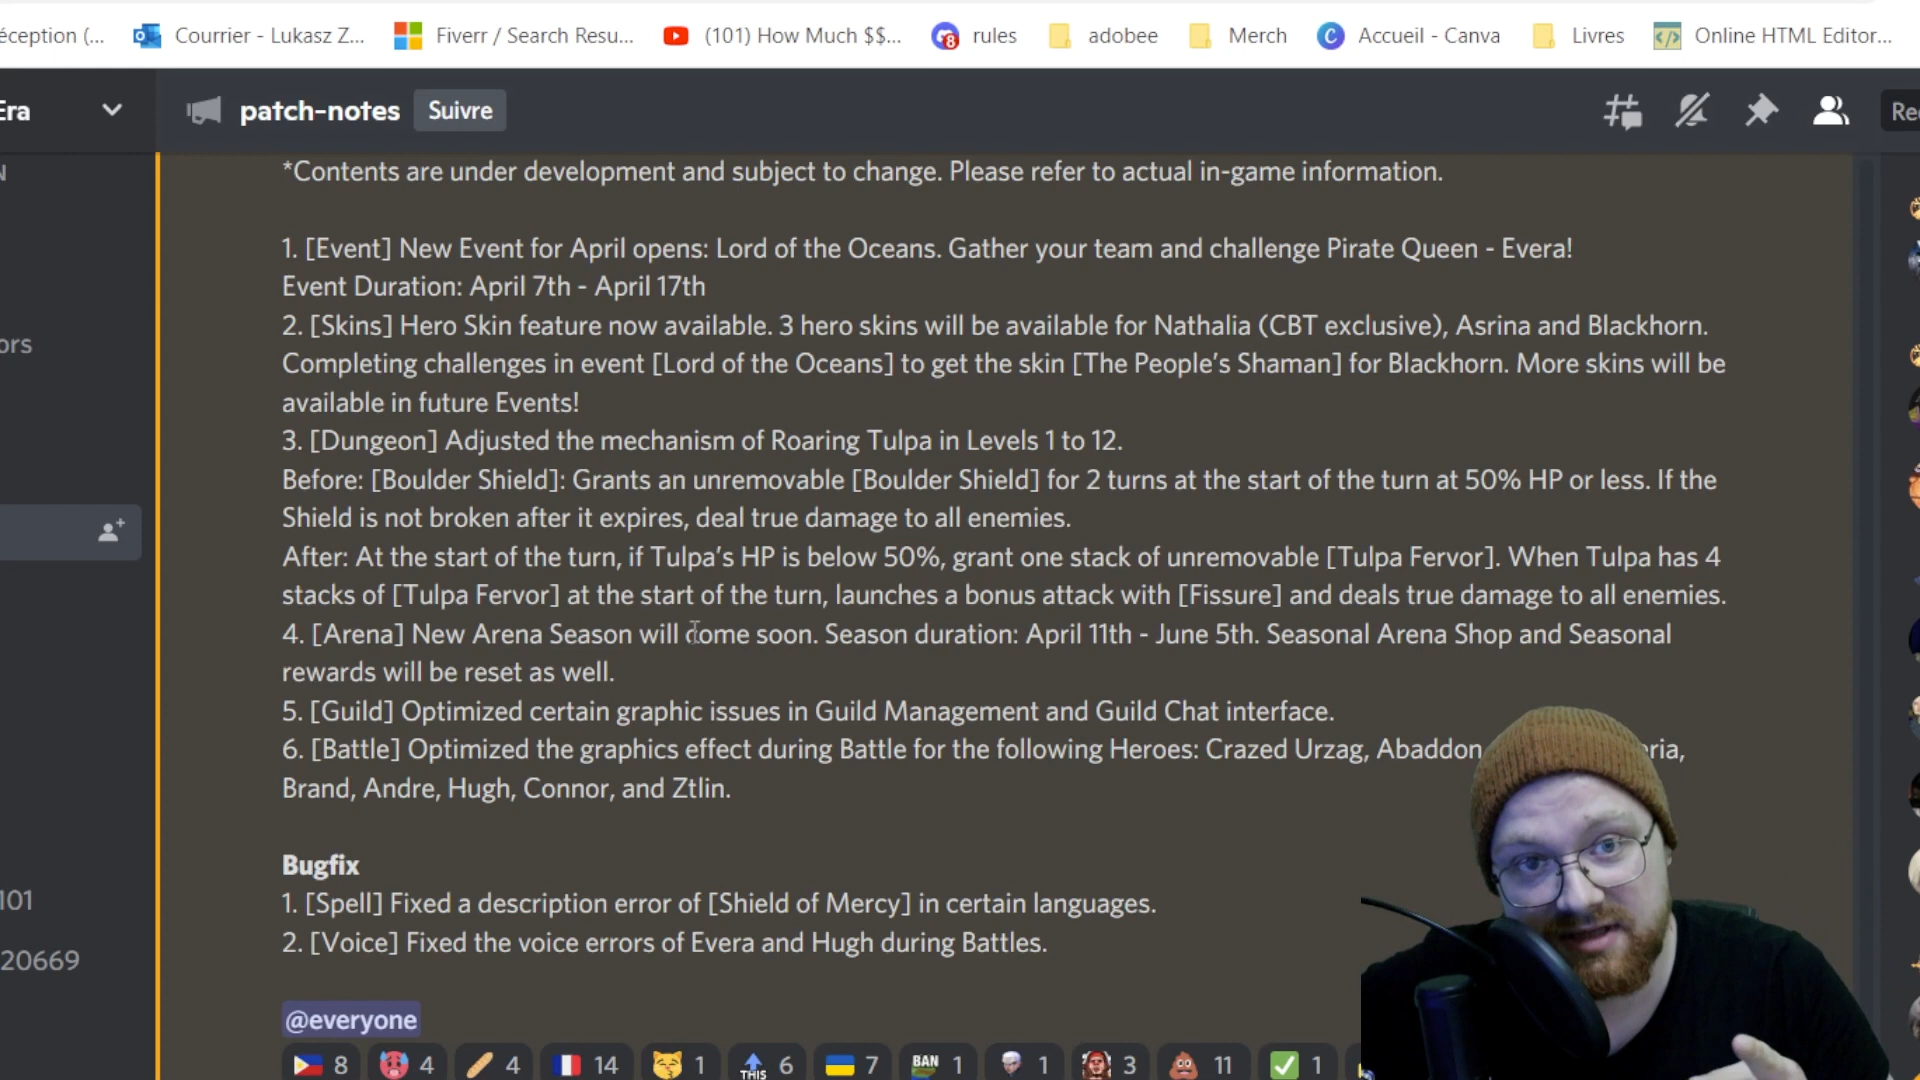 éception (...
Courrier - Lukasz Z...
Fiverr / Search Resu...
(101) How Much $$...
8
rules
adobee
Merch
C
Accueil - Canva
Livres
</>
Online HTML Editor...
Era
patch-notes
Suivre
Rec
*Contents are under development and subject to change. Please refer to actual in-game information.
1. [Event] New Event for April opens: Lord of the Oceans. Gather your team and challenge Pirate Queen - Evera!
Event Duration: April 7th - April 17th
2. [Skins] Hero Skin feature now available. 3 hero skins will be available for Nathalia (CBT exclusive), Asrina and Blackhorn.
Completing challenges in event [Lord of the Oceans] to get the skin [The People's Shaman] for Blackhorn. More skins will be
available in future Events!
ors
3. [Dungeon] Adjusted the mechanism of Roaring Tulpa in Levels 1 to 12.
Before: [Boulder Shield]: Grants an unremovable [Boulder Shield] for 2 turns at the start of the turn at 50% HP or less. If the
Shield is not broken after it expires, deal true damage to all enemies.
After: At the start of the turn, if Tulpa's HP is below 50%, grant one stack of unremovable [Tulpa Fervor]. When Tulpa has 4
stacks of [Tulpa Fervor] at the start of the turn, launches a bonus attack with [Fissure] and deals true damage to all enemies.
4. [Arena] New Arena Season will come soon. Season duration: April 11th - June 5th. Seasonal Arena Shop and Seasonal
rewards will be reset as well.
5. [Guild] Optimized certain graphic issues in Guild Management and Guild Chat interface.
6. [Battle] Optimized the graphics effect during Battle for the following Heroes: Crazed Urzag, Abaddon ria,
Brand, Andre, Hugh, Connor, and Ztlin.
Bugfix
1. [Spell] Fixed a description error of [Shield of Mercy] in certain languages.
2. [Voice] Fixed the voice errors of Evera and Hugh during Battles.
101
20669
@everyone
8 4 4 14 1 THIS 6 7 BAN 1 1 3 11 1